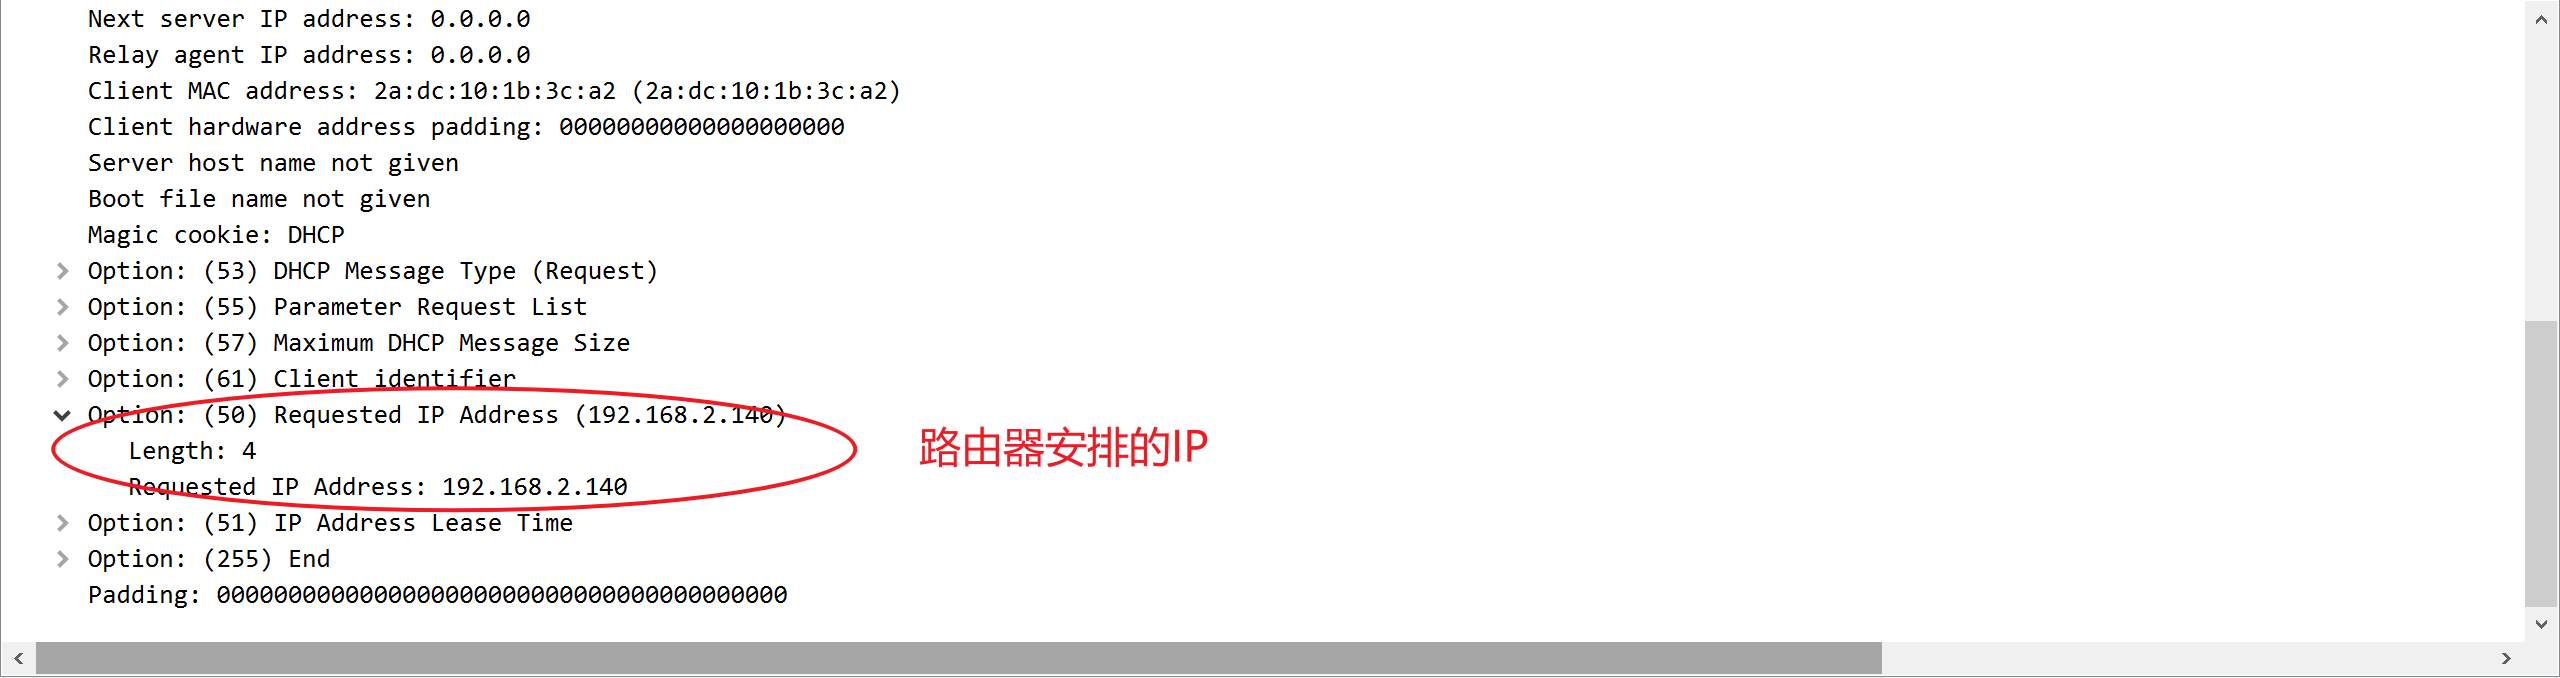 Next server IP address: 0.0.0.0
Relay agent IP address: 0.0.0.0
Client MAC address: 2a:dc:10:1b:3c:a2 (2a:dc:10:1b:3c:a2)
Client hardware address padding: 00000000000000000000
Server host name not given
Boot file name not given
Magic cookie: DHCP
Option: (53) DHCP Message Type (Request)
Option: (55) Parameter Request List
Option: (57) Maximum DHCP Message Size
Option: (61) Client identifier
Option: (50) Requested IP Address (192.168.2.140)
Length: 4
路由器安排的IP
Requested IP Address: 192.168.2.140
Option: (51) IP Address Lease Time
Option: (255) End
Padding: 0000000000000000000000000000000000000000